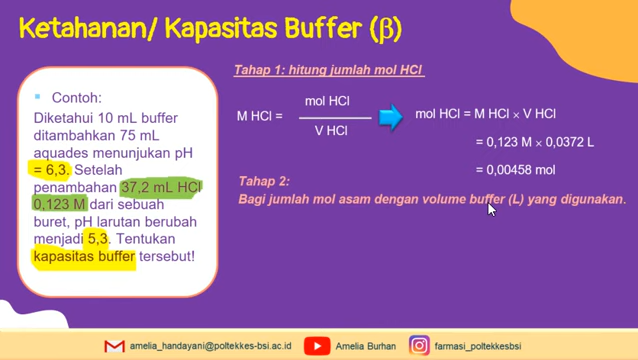 Ketahanan/ Kapasitas Buffer (β)
Contoh:
Diketahui 10 mL buffer
ditambahkan 75 mL
aquades menunjukan pH
= 6,3. Setelah
penambahan 37,2 mL HCl
0,123 M dari sebuah
buret, pH larutan berubah
menjadi 5,3. Tentukan
kapasitas buffer tersebut!
Tahap 1: hitung jumlah mol HCl
mol HCl
M HCl =
V HCl
mol HCl = M HCl × V HCl
= 0,123 M × 0,0372 L
= 0,00458 mol
Tahap 2:
Bagi jumlah mol asam dengan volume buffer (L) yang digunakan.
amelia_handayani@poltekkes-bsi.ac.id
Amelia Burhan
farmasi_poltekkesbsi